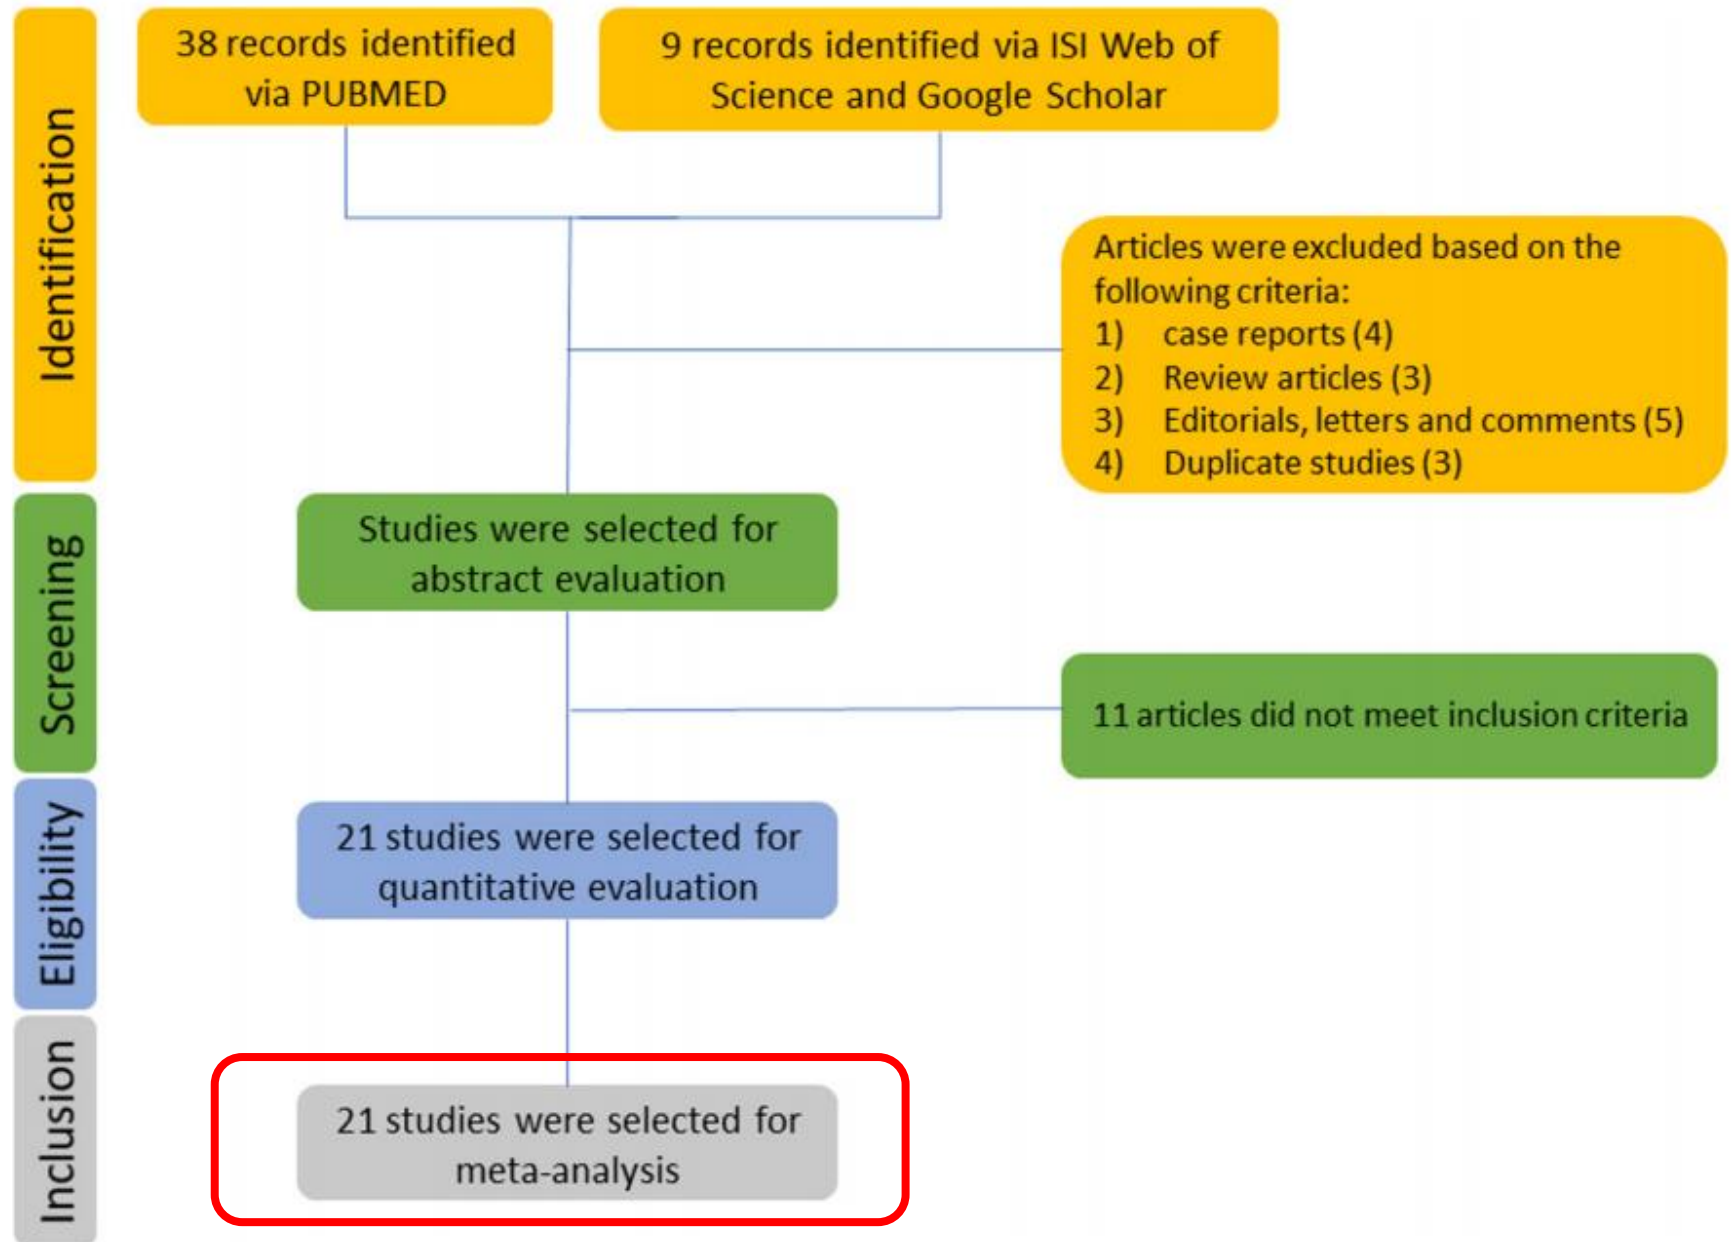 Identification
38 records identified
via PUBMED
9 records identified via ISI Web of
Science and Google Scholar
Articles were excluded based on the
following criteria:
1) case reports (4)
2) Review articles (3)
3) Editorials, letters and comments (5)
4) Duplicate studies (3)
Screening
Studies were selected for
abstract evaluation
11 articles did not meet inclusion criteria
Eligibility
21 studies were selected for
quantitative evaluation
Inclusion
21 studies were selected for
meta-analysis